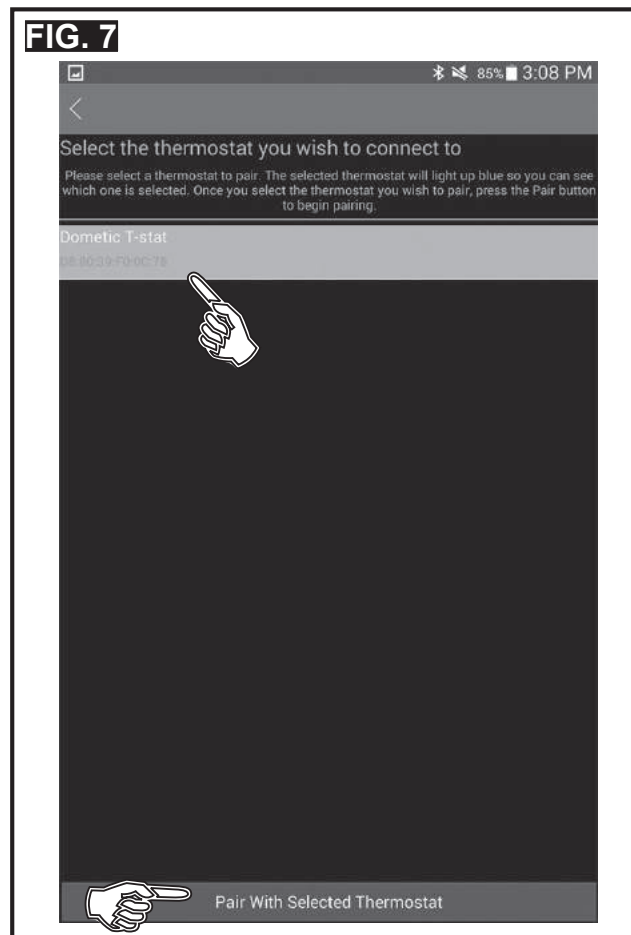 FIG. 7
85% 3:08 PM
Select the thermostat you wish to connect to
Please select a thermostat to pair. The selected thermostat will light up blue so you can see
which one is selected. Once you select the thermostat you wish to pair, press the Pair button
to begin pairing.
Dometic T-stat
Pair With Selected Thermostat